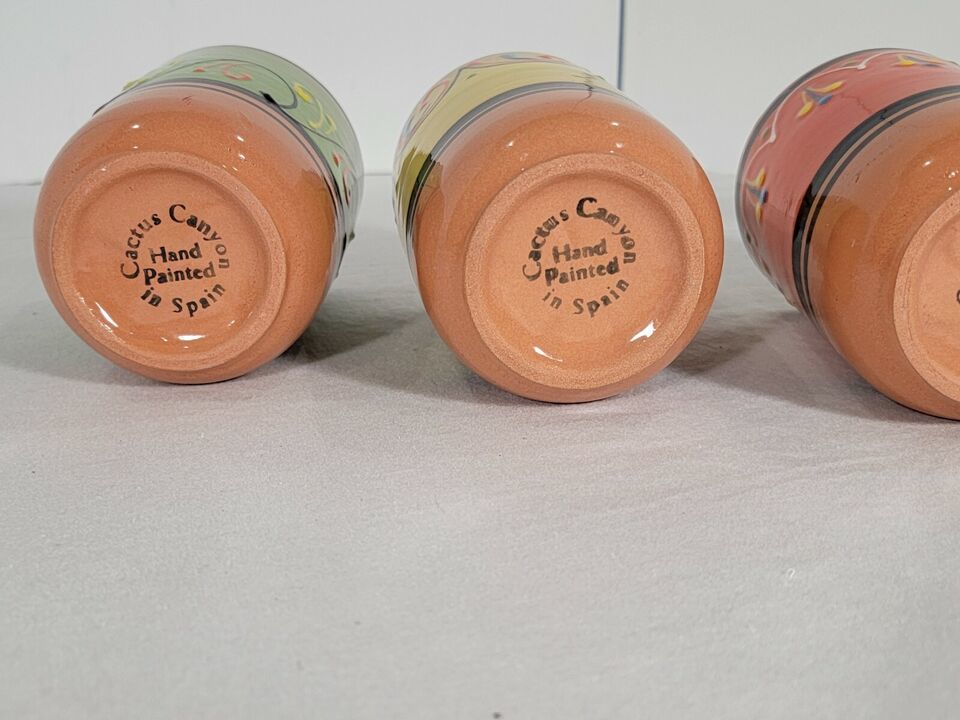 Cactus Canyon
Hand
Painted
in Spain
Cactus Canyon
Hand
Painted
in Spain